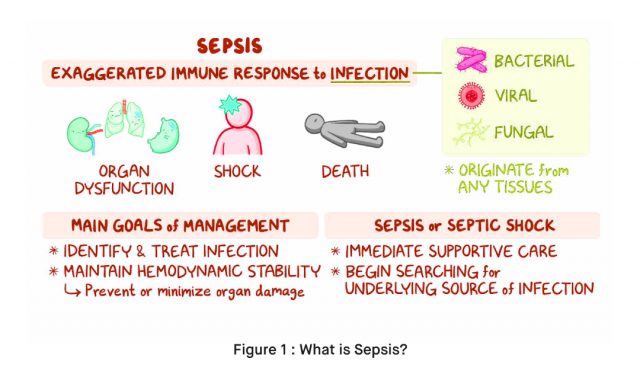 SEPSIS
EXAGGERATED IMMUNE RESPONSE to INFECTION
BACTERIAL
VIRAL
FUNGAL
* ORIGINATE from
ANY TISSUES
ORGAN
DYSFUNCTION
SHOCK
DEATH
MAIN GOALS of MANAGEMENT
* IDENTIFY & TREAT INFECTION
* MAINTAIN HEMODYNAMIC STABILITY
↳ Prevent or minimize organ damage
SEPSIS or SEPTIC SHOCK
* IMMEDIATE SUPPORTIVE CARE
* BEGIN SEARCHING for
UNDERLYING SOURCE of INFECTION
Figure 1 : What is Sepsis?